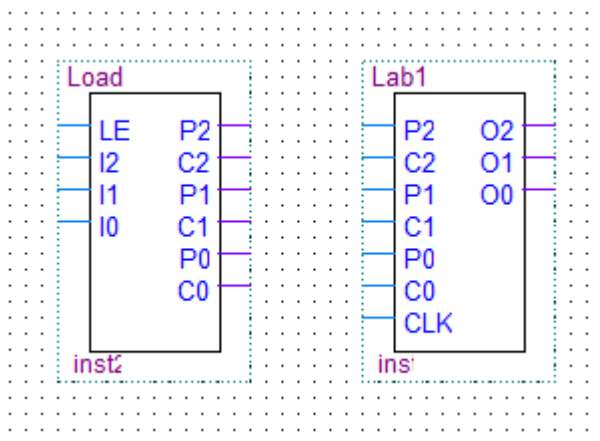 Load
LE P2
I2 C2
I1 P1
I0 C1
P0
C0
inst2
Lab1
P2 O2
C2 O1
P1 O0
C1
P0
C0
CLK